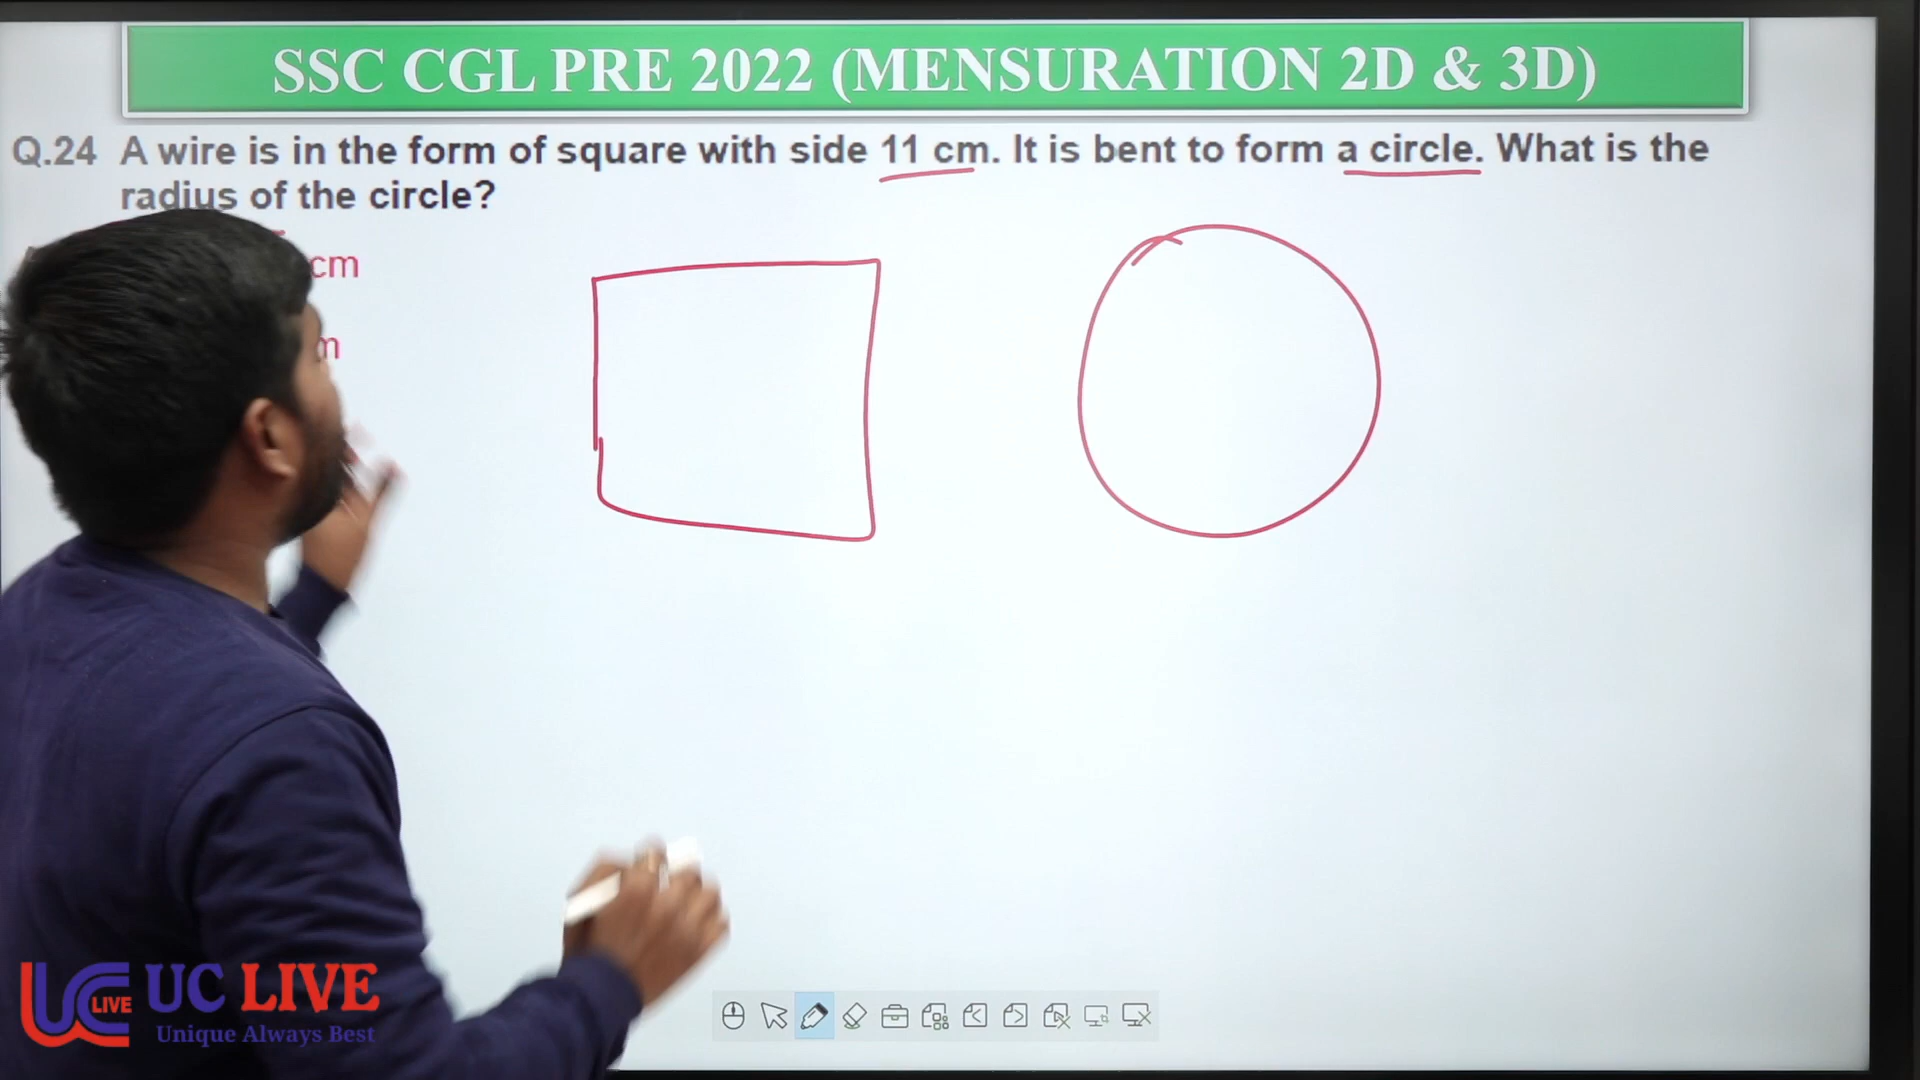 SSC CGL PRE 2022 (MENSURATION 2D & 3D)
Q.24 A wire is in the form of square with side 11 cm. It is bent to form a circle. What is the
radius of the circle?
cm
UC LIVE
LIVE
Unique Always Best